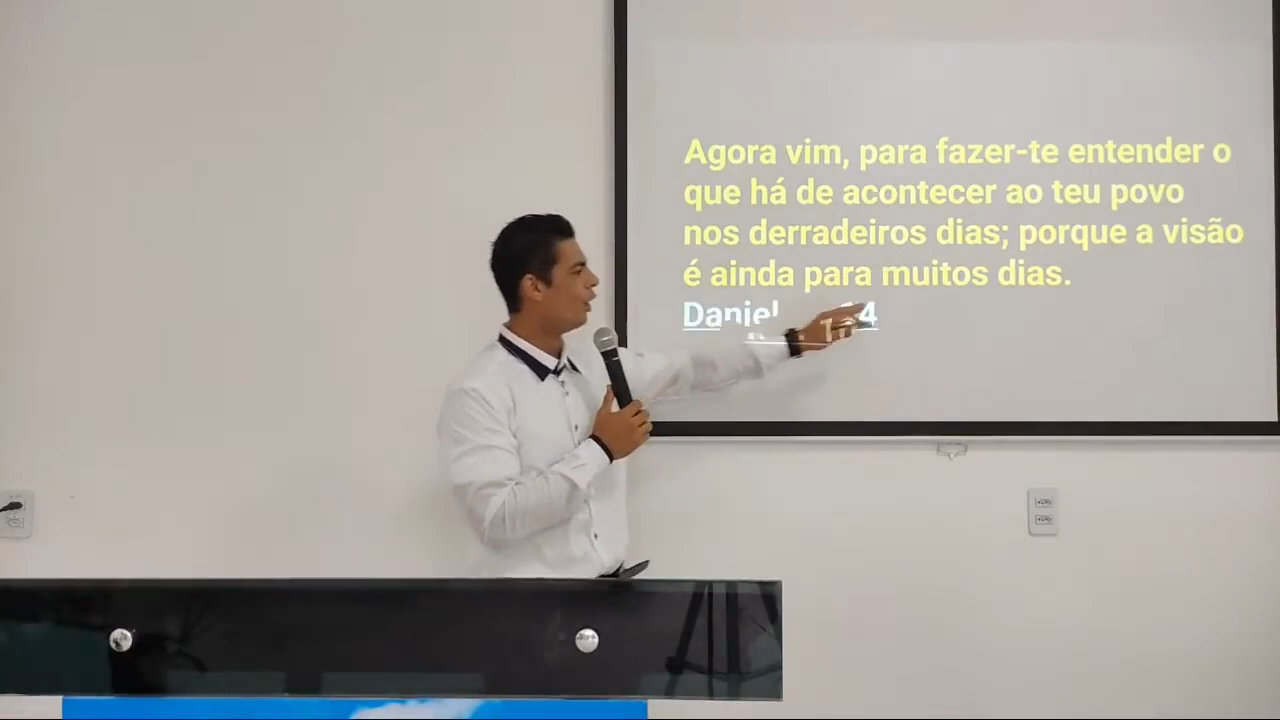 Agora vim, para fazer-te entender o
que há de acontecer ao teu povo
nos derradeiros dias; porque a visão
é ainda para muitos dias.
Daniel